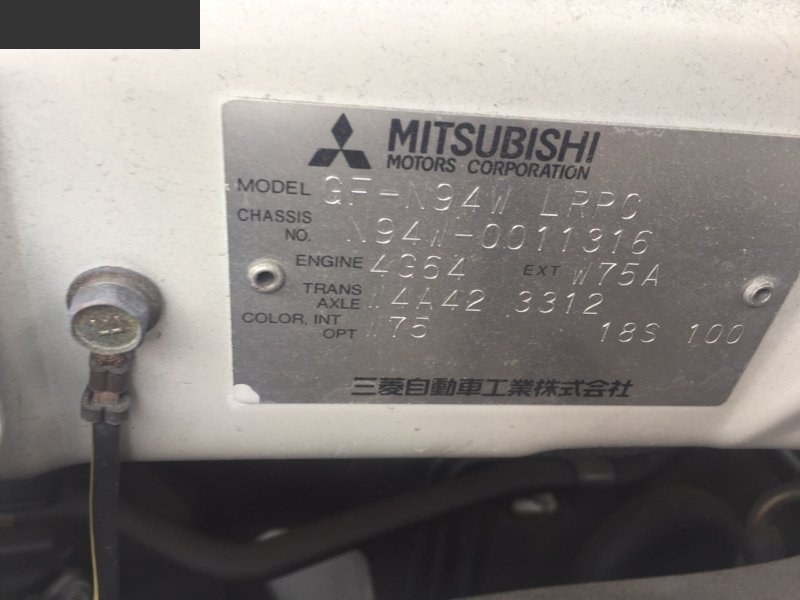 MITSUBISHI
MOTORS CORPORATION
MODEL GF-N94W LRPC
CHASSIS NO. N94W-0011316
ENGINE 4G64 EXT W75A
TRANS AXLE W4A42 3312
COLOR, INT OPT W75 18S 100
三菱自動車工業株式会社